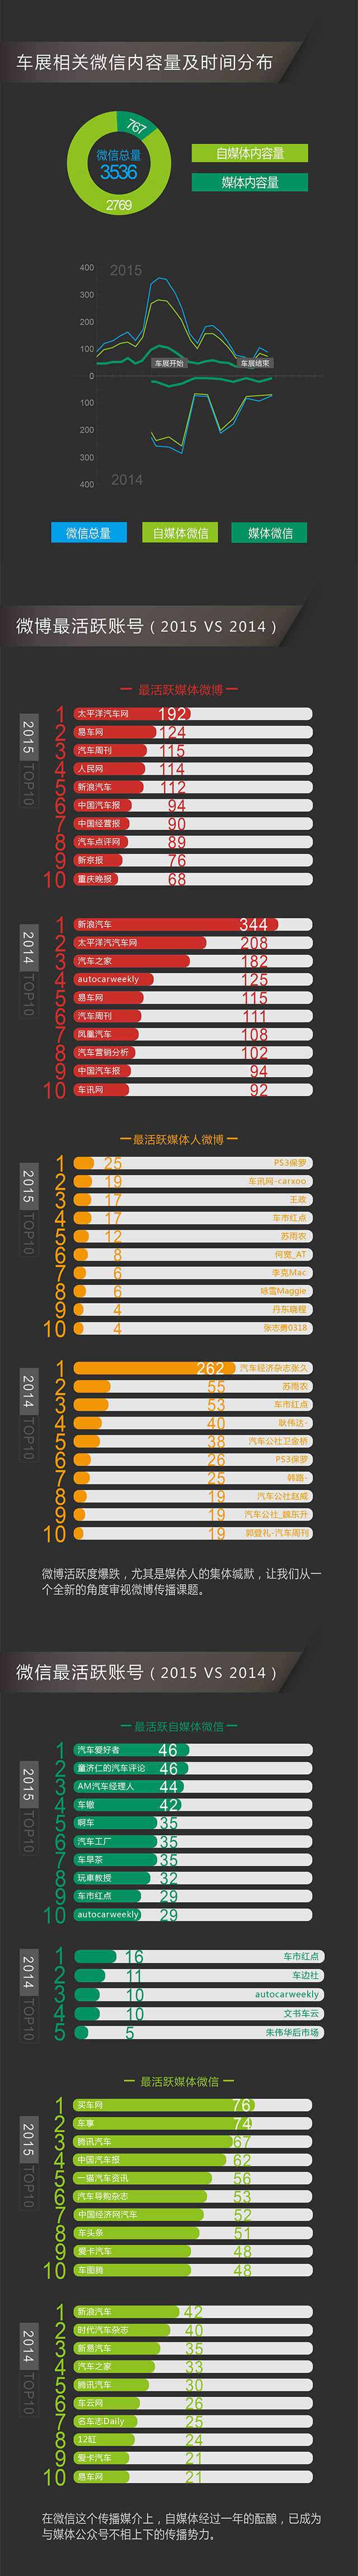 车展相关微信内容量及时间分布
767
微信总量
3536
2769
自媒体内容量
媒体内容量
400
2015
300
200
100
车展开始
车展结束
0
100
200
300
400
2014
微信总量
自媒体微信
媒体微信
微博最活跃账号（2015 VS 2014）
最活跃媒体微博
2015 TOP10
1 太平洋汽车网 192
2 易车网 124
3 汽车周刊 115
4 人民网 114
5 新浪汽车 112
6 中国汽车报 94
7 中国经营报 90
8 汽车点评网 89
9 新京报 76
10 重庆晚报 68
2014 TOP10
1 新浪汽车 344
2 太平洋汽汽车网 208
3 汽车之家 182
4 autocarweekly 125
5 易车网 115
6 汽车周刊 111
7 凤凰汽车 108
8 汽车营销分析 102
9 中国汽车报 94
10 车讯网 92
最活跃媒体人微博
2015 TOP10
1 25 PS3保罗
2 19 车讯网-carxoo
3 17 王政
4 17 车市红点
5 12 苏雨农
6 8 何宽_AT
7 6 李克Mac
8 6 咏雪Maggie
9 4 丹东晓程
10 4 张志勇0318
2014 TOP10
1 262 汽车经济杂志张久
2 55 苏雨农
3 53 车市红点
4 40 耿伟达-
5 38 汽车公社卫金桥
6 26 PS3保罗
7 25 韩路-
8 19 汽车公社赵威
9 19 汽车公社_魏东升
10 19 郭登礼-汽车周刊
微博活跃度爆跌，尤其是媒体人的集体缄默，让我们从一
个全新的角度审视微博传播课题。
微信最活跃账号（2015 VS 2014）
最活跃自媒体微信
2015 TOP10
1 汽车爱好者 46
2 童济仁的汽车评论 46
3 AM汽车经理人 44
4 车辙 42
5 啊车 35
6 汽车工厂 35
7 车早茶 35
8 玩車教授 32
9 车市红点 29
10 autocarweekly 29
2014 TOP10
1 16 车市红点
2 11 车边社
3 10 autocarweekly
4 10 文书车云
5 5 朱伟华后市场
最活跃媒体微信
2015 TOP10
1 买车网 76
2 车享 74
3 腾讯汽车 67
4 中国汽车报 62
5 一猫汽车资讯 56
6 汽车导购杂志 53
7 中国经济网汽车 52
8 车头条 51
9 爱卡汽车 48
10 车图腾 48
2014 TOP10
1 新浪汽车 42
2 时代汽车杂志 40
3 新易汽车 35
4 汽车之家 33
5 腾讯汽车 30
6 车云网 26
7 名车志Daily 25
8 12缸 24
9 爱卡汽车 21
10 易车网 21
在微信这个传播媒介上，自媒体经过一年的酝酿，已成为
与媒体公众号不相上下的传播势力。